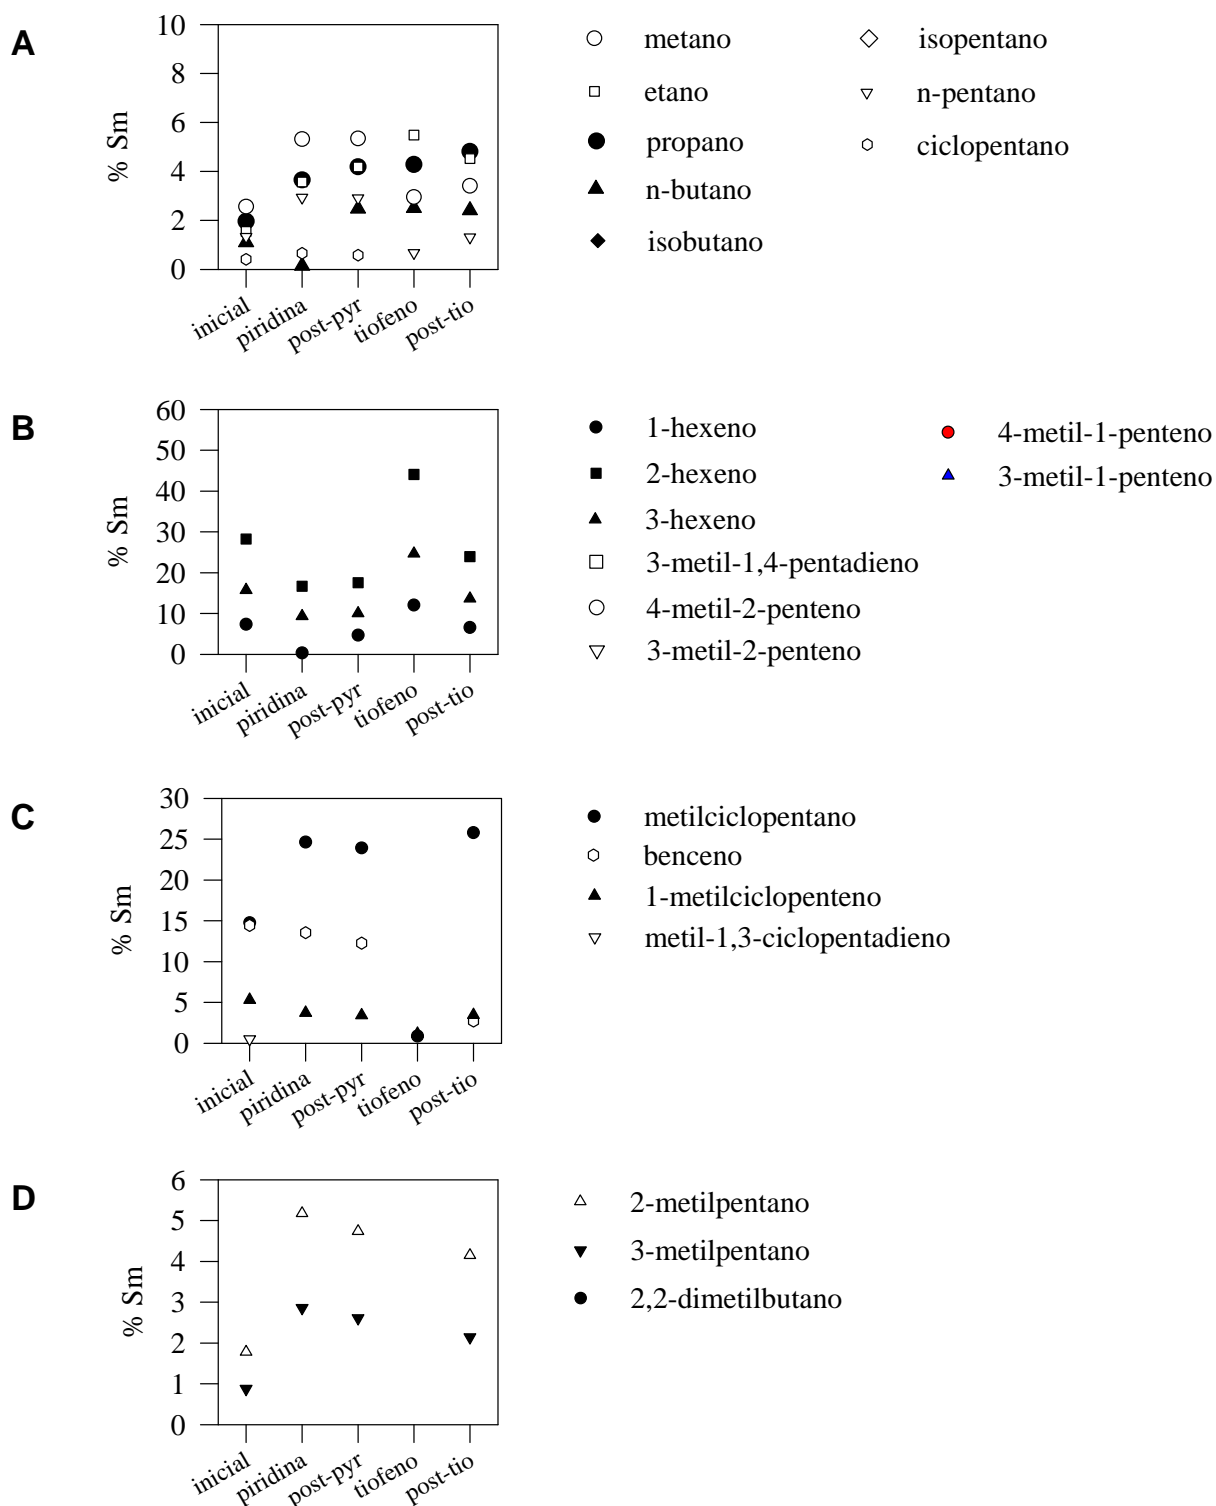 A
10
8
6
4
2
0
% Sm
inicial
piridina
post-pyr
tiofeno
post-tio
metano
etano
propano
n-butano
isobutano
isopentano
n-pentano
ciclopentano
B
60
50
40
30
20
10
0
% Sm
inicial
piridina
post-pyr
tiofeno
post-tio
1-hexeno
2-hexeno
3-hexeno
3-metil-1,4-pentadieno
4-metil-2-penteno
3-metil-2-penteno
4-metil-1-penteno
3-metil-1-penteno
C
30
25
20
15
10
5
0
% Sm
inicial
piridina
post-pyr
tiofeno
post-tio
metilciclopentano
benceno
1-metilciclopenteno
metil-1,3-ciclopentadieno
D
6
5
4
3
2
1
0
% Sm
inicial
piridina
post-pyr
tiofeno
post-tio
2-metilpentano
3-metilpentano
2,2-dimetilbutano